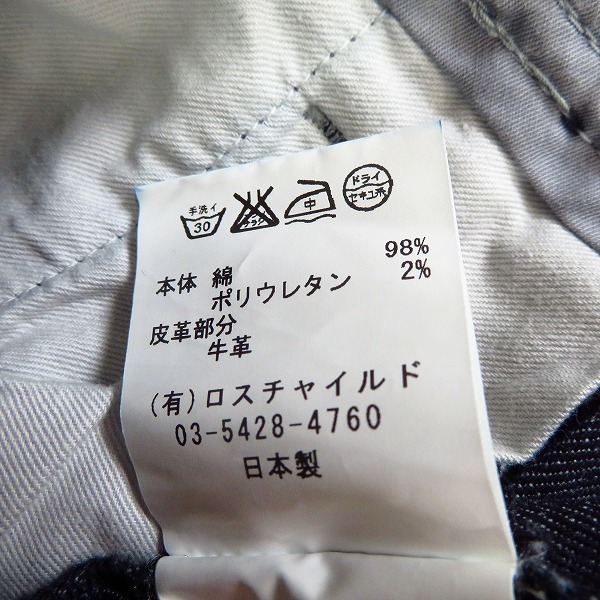 手洗イ
30
中
ドライ
セキユ系
本体 綿 98%
ポリウレタン 2%
皮革部分
牛革
(有)ロスチャイルド
03-5428-4760
日本製